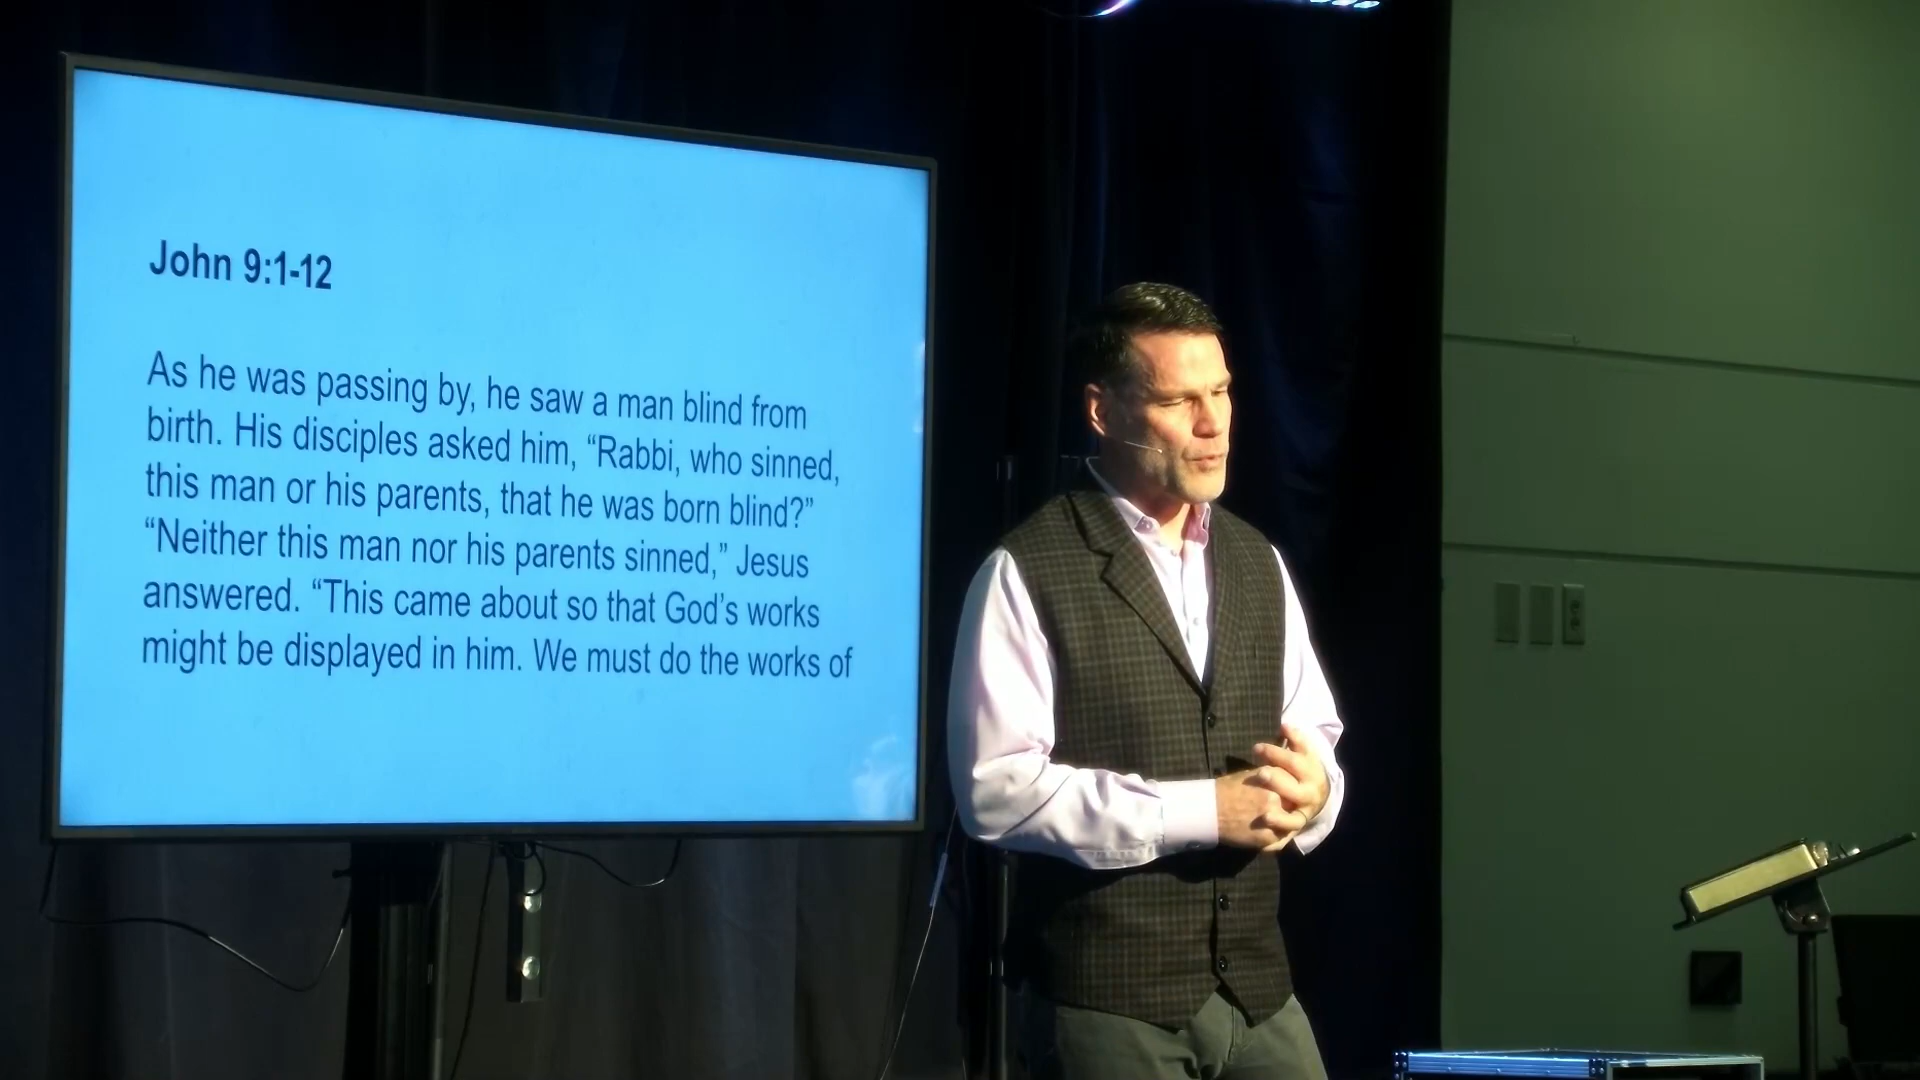 John 9:1-12
As he was passing by, he saw a man blind from
birth. His disciples asked him, “Rabbi, who sinned,
this man or his parents, that he was born blind?”
“Neither this man nor his parents sinned,” Jesus
answered. “This came about so that God’s works
might be displayed in him. We must do the works of